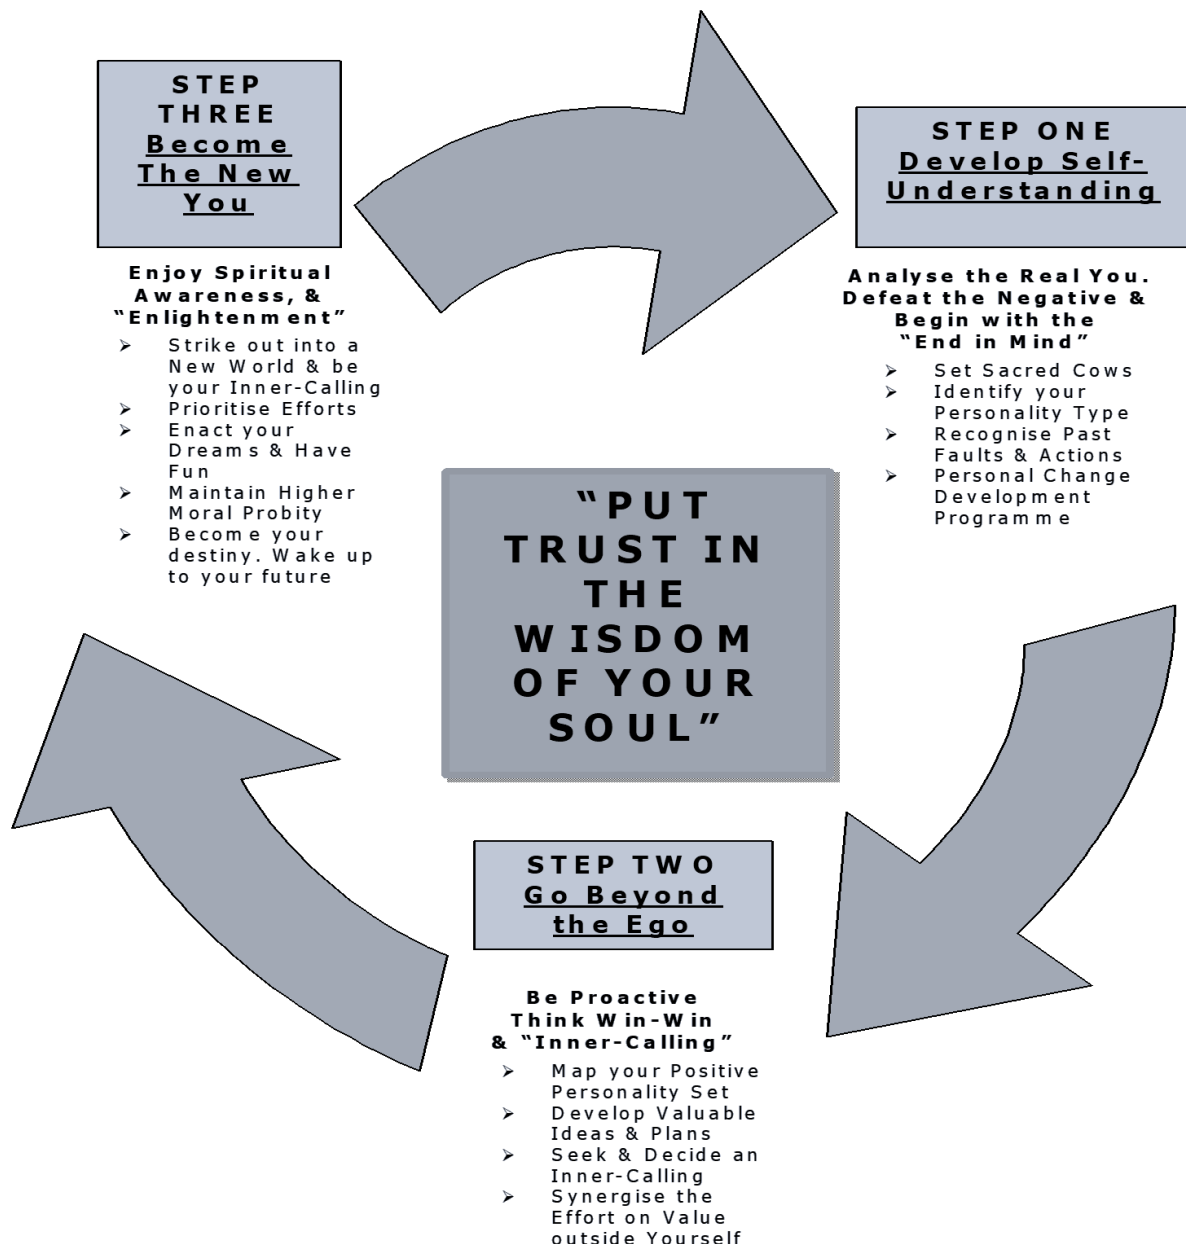 STEP
THREE
Become
The New
You
Enjoy Spiritual
Awareness, &
“Enlightenment”
➢ Strike out into a
New World & be
your Inner-Calling
➢ Prioritise Efforts
➢ Enact your
Dreams & Have
Fun
➢ Maintain Higher
Moral Probity
➢ Become your
destiny. Wake up
to your future
STEP ONE
Develop Self-
Understanding
Analyse the Real You.
Defeat the Negative &
Begin with the
“End in Mind”
➢ Set Sacred Cows
➢ Identify your
Personality Type
➢ Recognise Past
Faults & Actions
➢ Personal Change
Development
Programme
“PUT
TRUST IN
THE
WISDOM
OF YOUR
SOUL”
STEP TWO
Go Beyond
the Ego
Be Proactive
Think Win-Win
& “Inner-Calling”
➢ Map your Positive
Personality Set
➢ Develop Valuable
Ideas & Plans
➢ Seek & Decide an
Inner-Calling
➢ Synergise the
Effort on Value
outside Yourself